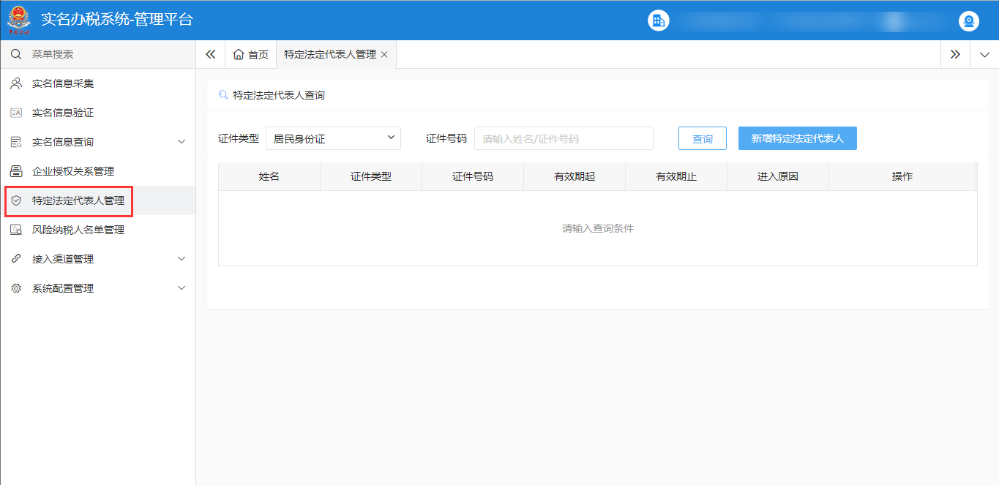 实名办税系统-管理平台
菜单搜索
首页
特定法定代表人管理
实名信息采集
实名信息验证
实名信息查询
企业授权关系管理
特定法定代表人管理
风险纳税人名单管理
接入渠道管理
系统配置管理
特定法定代表人查询
证件类型 居民身份证 证件号码 请输入姓名/证件号码 查询 新增特定法定代表人
姓名 证件类型 证件号码 有效期起 有效期止 进入原因 操作
请输入查询条件